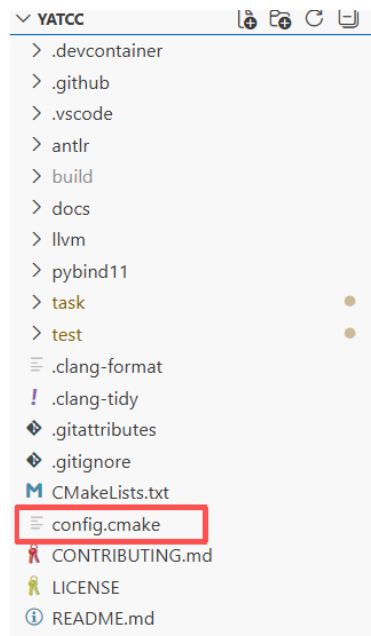 YATCC
.devcontainer
.github
.vscode
antlr
build
docs
llvm
pybind11
task
test
.clang-format
.clang-tidy
.gitattributes
.gitignore
CMakeLists.txt
config.cmake
CONTRIBUTING.md
LICENSE
README.md